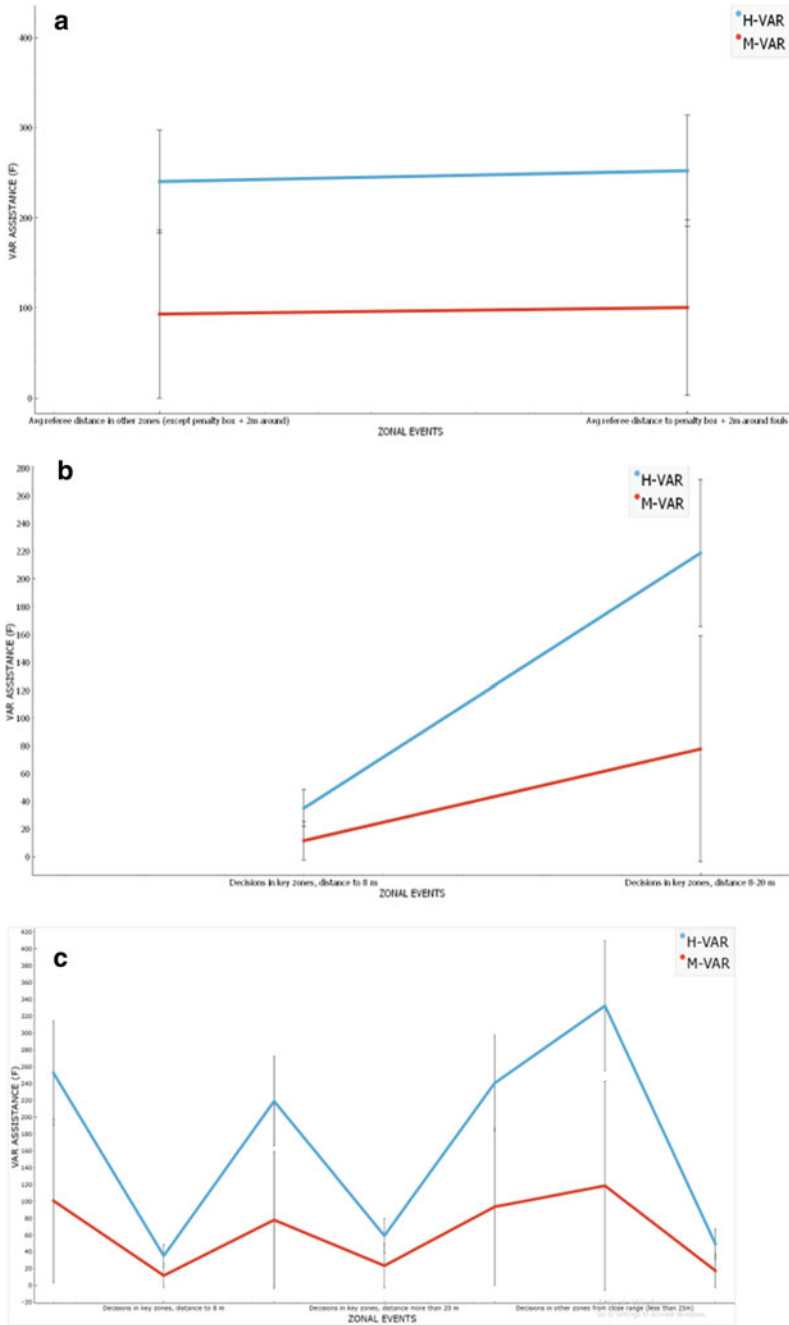 a
H-VAR
M-VAR
400
300
200
100
0
VAR ASSISTANCE (F)
Avg referee distance in other zones (except penalty box + 2m around)
Avg referee distance to penalty box + 2m around fouls
ZONAL EVENTS
b
H-VAR
M-VAR
280
260
240
220
200
180
160
140
120
100
80
60
40
20
0
VAR ASSISTANCE (F)
Decisions in key zones, distance to 8 m
Decisions in key zones, distance 8-20 m
ZONAL EVENTS
c
H-VAR
M-VAR
420
400
380
360
340
320
300
280
260
240
220
200
180
160
140
120
100
80
60
40
20
0
-20
VAR ASSISTANCE (F)
Decisions in key zones, distance to 8 m
Decisions in key zones, distance more than 20 m
Decisions in other zones from close range (less than 25m)
ZONAL EVENTS